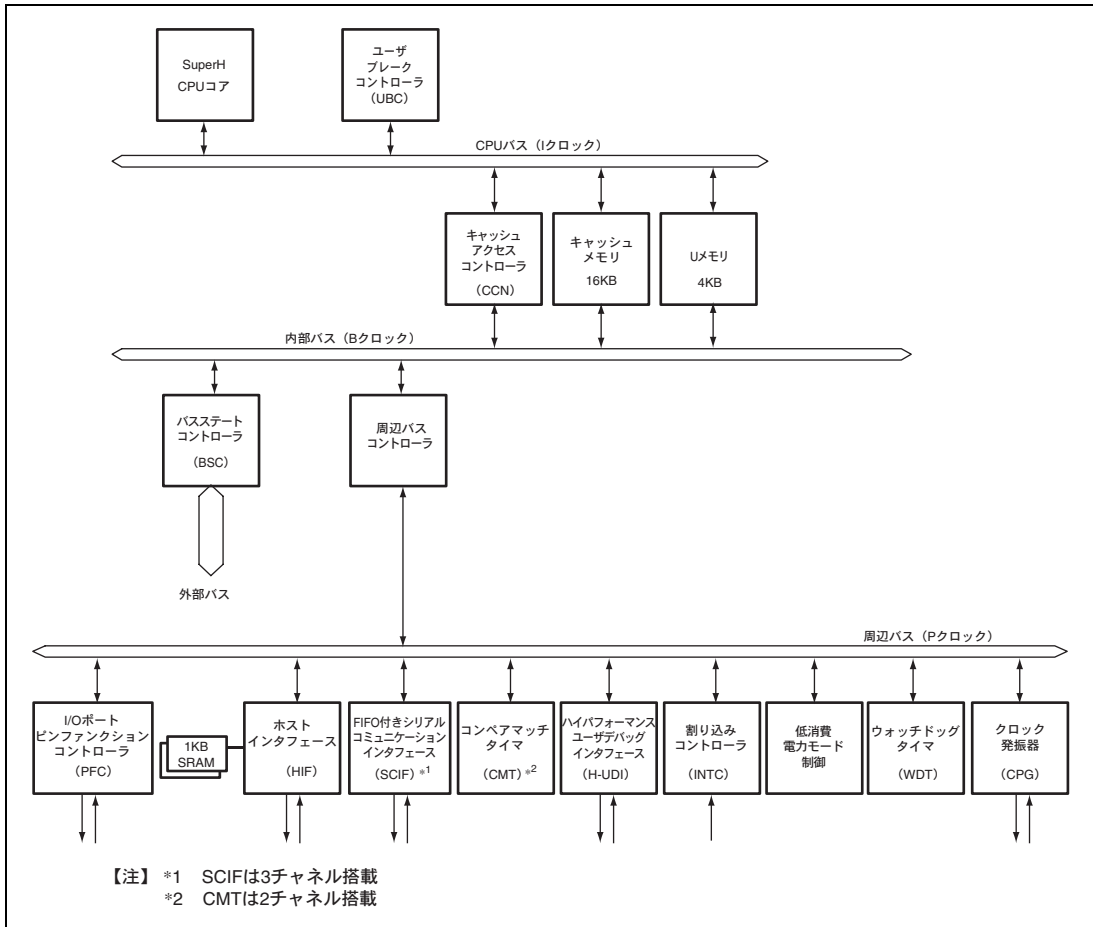 SuperH
CPUコア
ユーザ
ブレーク
コントローラ
(UBC)
CPUバス（Iクロック）
キャッシュ
アクセス
コントローラ
(CCN)
キャッシュ
メモリ
16KB
Uメモリ
4KB
内部バス（Bクロック）
バスステート
コントローラ
(BSC)
周辺バス
コントローラ
外部バス
周辺バス（Pクロック）
I/Oポート
ピンファンクション
コントローラ
(PFC)
1KB
SRAM
ホスト
インタフェース
(HIF)
FIFO付きシリアル
コミュニケーション
インタフェース
(SCIF) *1
コンペアマッチ
タイマ
(CMT) *2
ハイパフォーマンス
ユーザデバッグ
インタフェース
(H-UDI)
割り込み
コントローラ
(INTC)
低消費
電力モード
制御
ウォッチドッグ
タイマ
(WDT)
クロック
発振器
(CPG)
【注】 *1 SCIFは3チャネル搭載
*2 CMTは2チャネル搭載